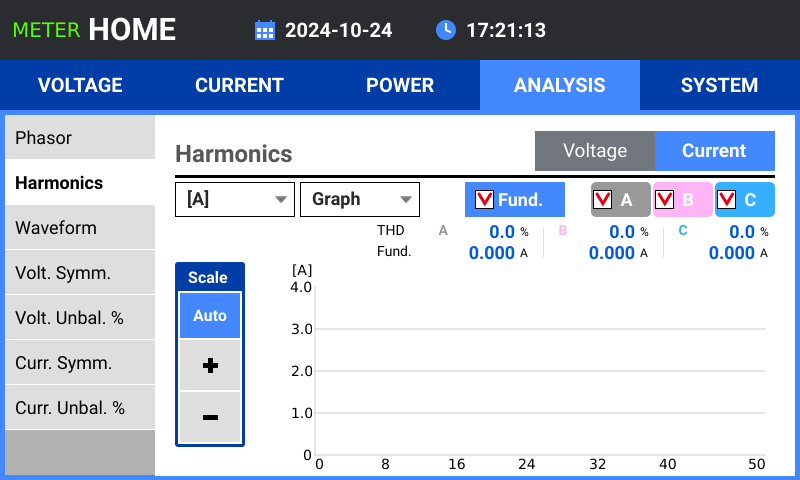 METER HOME 2024-10-24 17:21:13
VOLTAGE CURRENT POWER ANALYSIS SYSTEM
Phasor
Harmonics
Waveform
Volt. Symm.
Volt. Unbal. %
Curr. Symm.
Curr. Unbal. %
Harmonics Voltage Current
[A] Graph Fund. A B C
THD A 0.0 % B 0.0 % C 0.0 %
Fund. 0.000 A 0.000 A 0.000 A
Scale
Auto
+
−
[A]
4.0
3.0
2.0
1.0
0
0 8 16 24 32 40 50